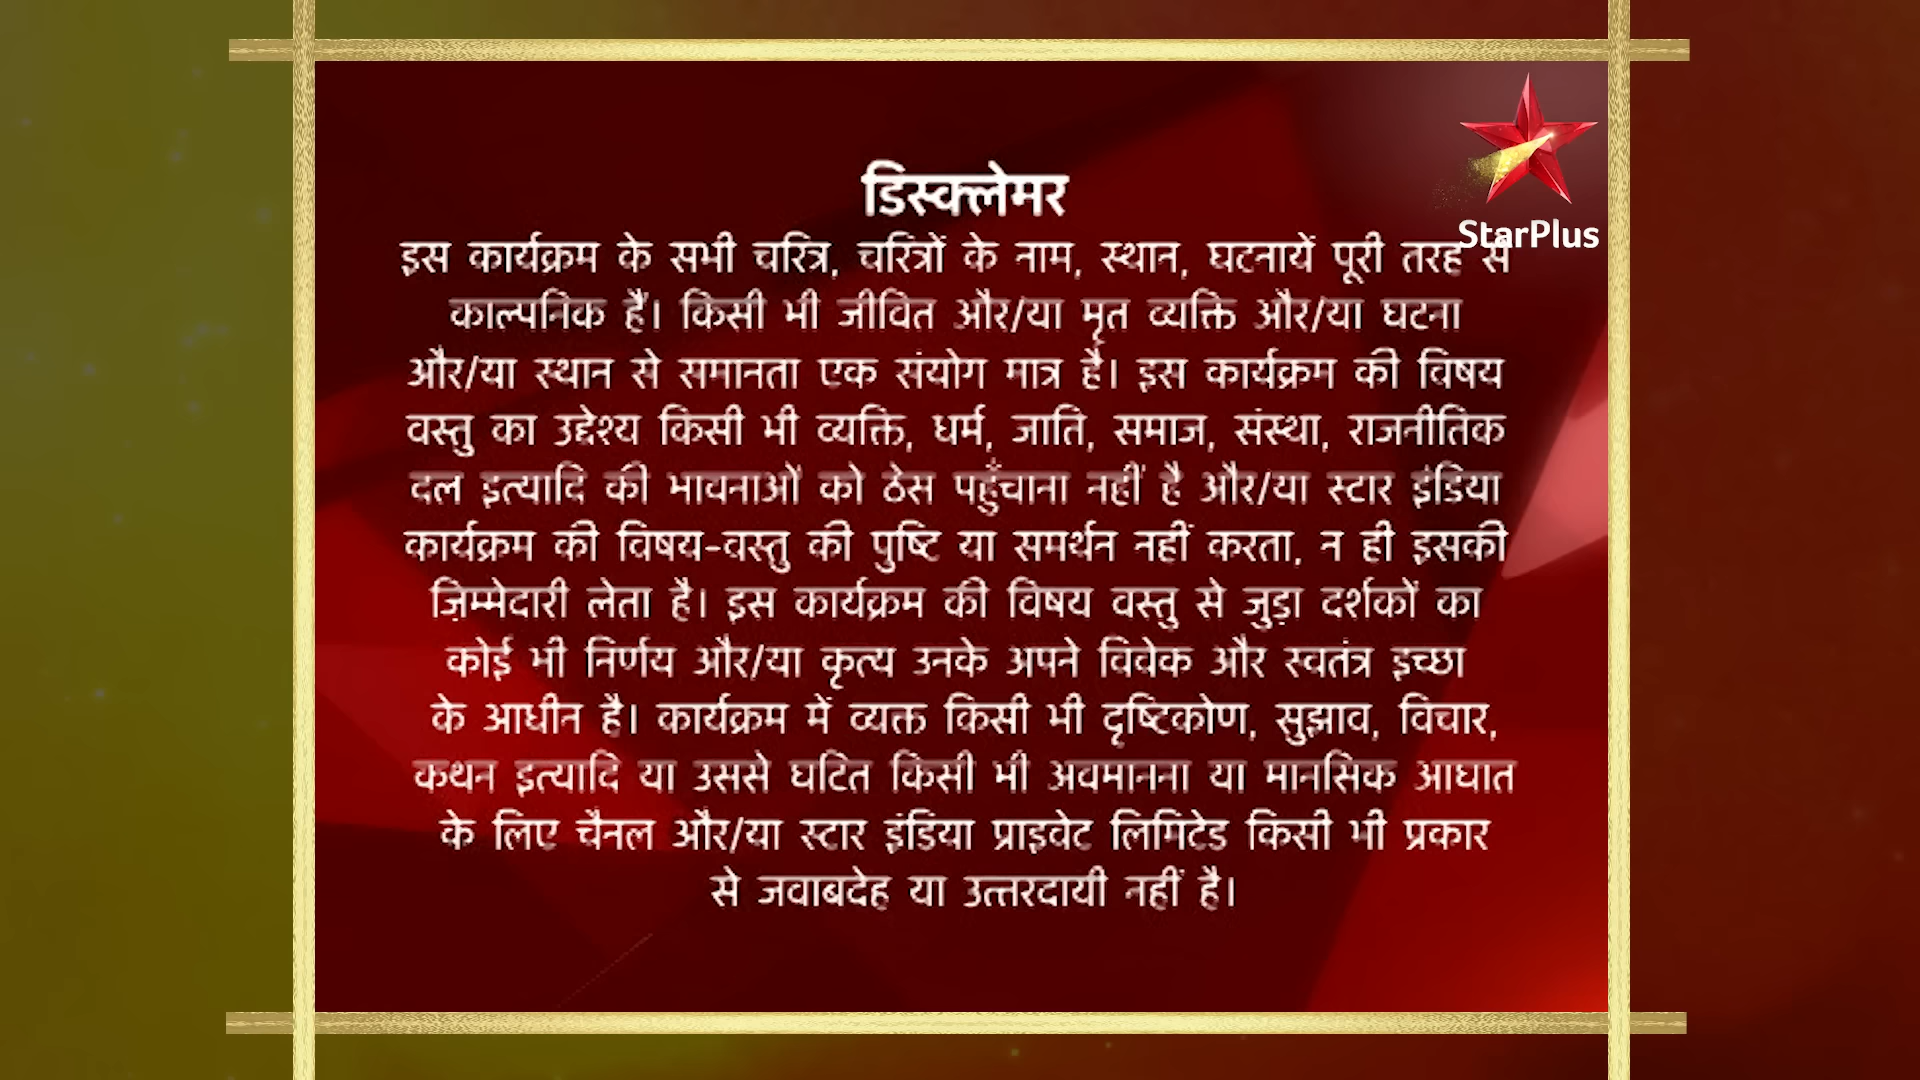 डिस्क्लेमर
इस कार्यक्रम के सभी चरित्र, चरित्रों के नाम, स्थान, घटनायें पूरी तरह से
StarPlus
काल्पनिक हैं। किसी भी जीवित और/या मृत व्यक्ति और/या घटना
और/या स्थान से समानता एक संयोग मात्र है। इस कार्यक्रम की विषय
वस्तु का उद्देश्य किसी भी व्यक्ति, धर्म, जाति, समाज, संस्था, राजनीतिक
दल इत्यादि की भावनाओं को ठेस पहुँचाना नहीं है और/या स्टार इंडिया
कार्यक्रम की विषय-वस्तु की पुष्टि या समर्थन नहीं करता, न ही इसकी
ज़िम्मेदारी लेता है। इस कार्यक्रम की विषय वस्तु से जुड़ा दर्शकों का
कोई भी निर्णय और/या कृत्य उनके अपने विवेक और स्वतंत्र इच्छा
के आधीन है। कार्यक्रम में व्यक्त किसी भी दृष्टिकोण, सुझाव, विचार,
कथन इत्यादि या उससे घटित किसी भी अवमानना या मानसिक आघात
के लिए चैनल और/या स्टार इंडिया प्राइवेट लिमिटेड किसी भी प्रकार
से जवाबदेह या उत्तरदायी नहीं है।